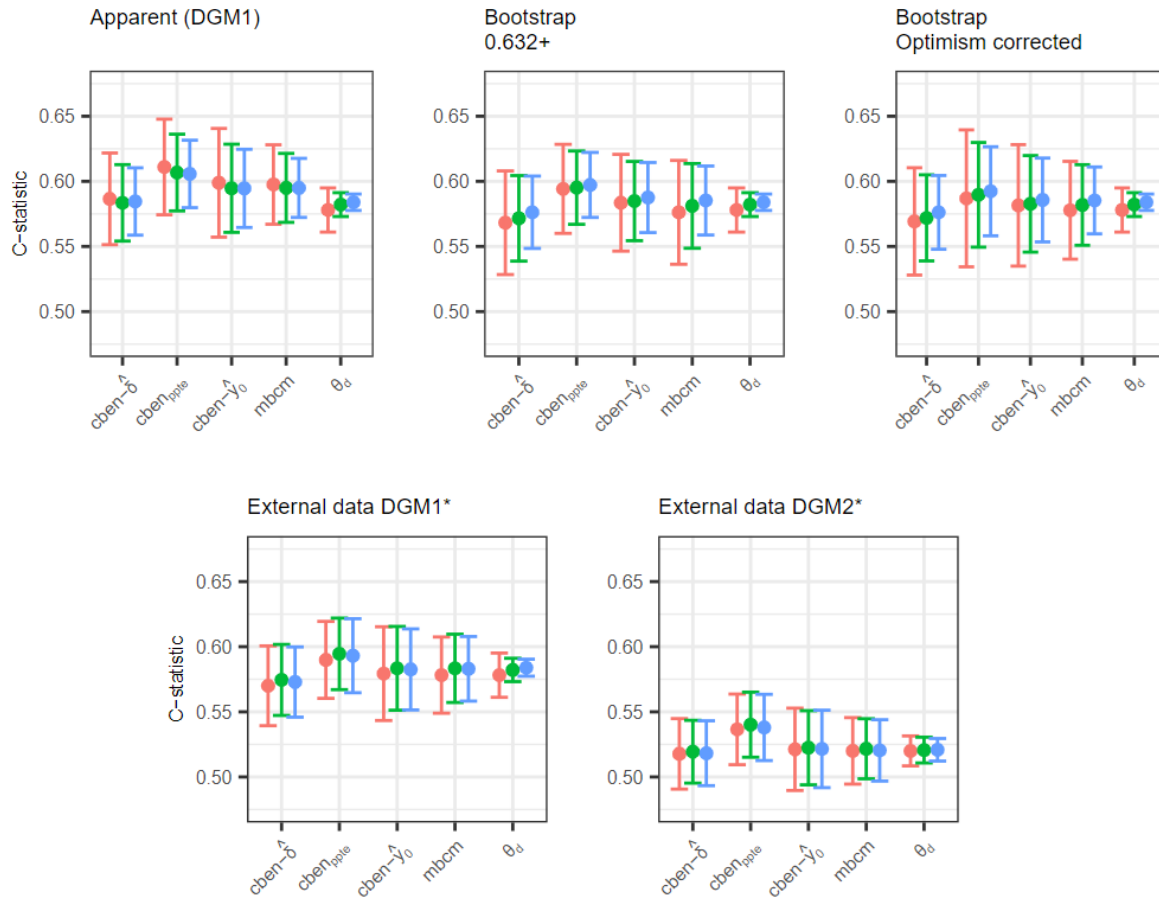 Apparent (DGM1)
Bootstrap
0.632+
Bootstrap
Optimism corrected
C−statistic
0.65
0.60
0.55
0.50
cben−δ̂
cbenₚₚₜₑ
cben−ŷ₀
mbcm
θd
0.65
0.60
0.55
0.50
cben−δ̂
cbenₚₚₜₑ
cben−ŷ₀
mbcm
θd
0.65
0.60
0.55
0.50
cben−δ̂
cbenₚₚₜₑ
cben−ŷ₀
mbcm
θd
External data DGM1*
External data DGM2*
C−statistic
0.65
0.60
0.55
0.50
cben−δ̂
cbenₚₚₜₑ
cben−ŷ₀
mbcm
θd
0.65
0.60
0.55
0.50
cben−δ̂
cbenₚₚₜₑ
cben−ŷ₀
mbcm
θd